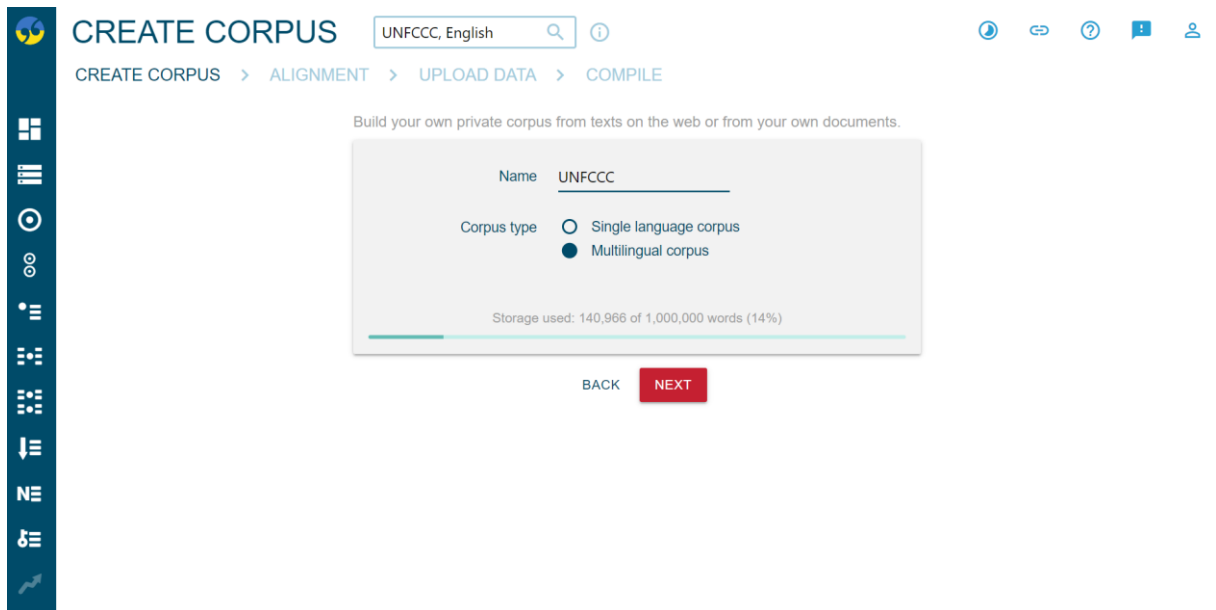 CREATE CORPUS
UNFCCC, English
CREATE CORPUS > ALIGNMENT > UPLOAD DATA > COMPILE
Build your own private corpus from texts on the web or from your own documents.
Name UNFCCC
Corpus type Single language corpus
Multilingual corpus
Storage used: 140,966 of 1,000,000 words (14%)
BACK NEXT
N